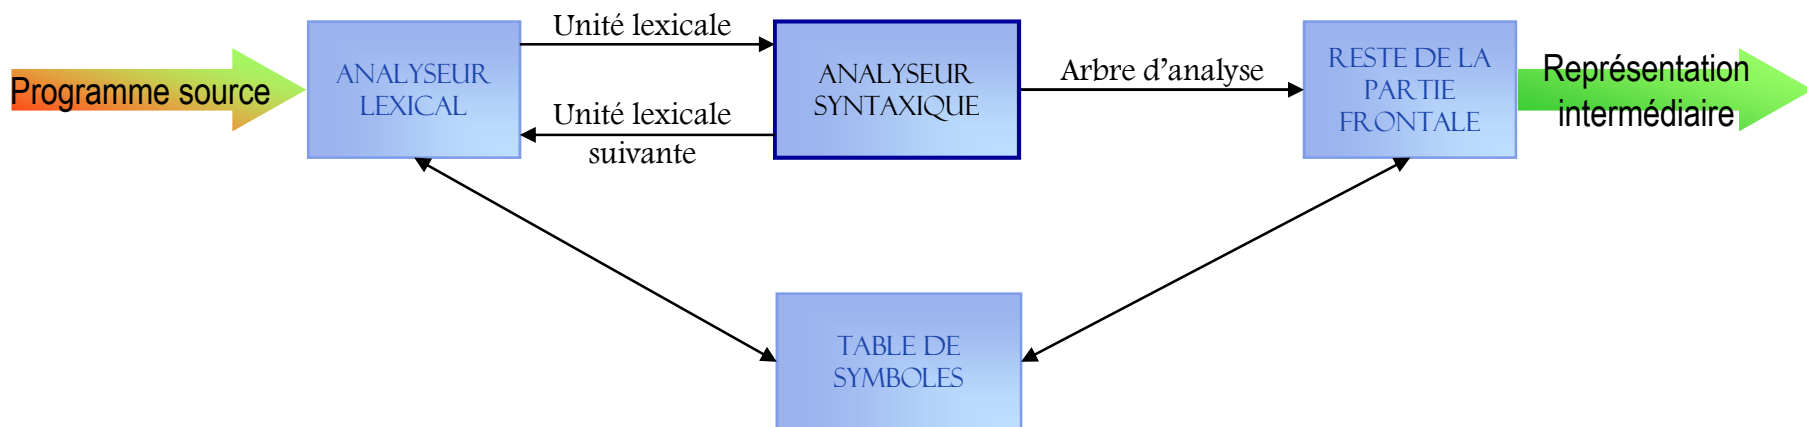 Programme source
ANALYSEUR
LEXICAL
Unité lexicale
Unité lexicale
suivante
ANALYSEUR
SYNTAXIQUE
Arbre d'analyse
RESTE DE LA
PARTIE
FRONTALE
Représentation
intermédiaire
TABLE DE
SYMBOLES